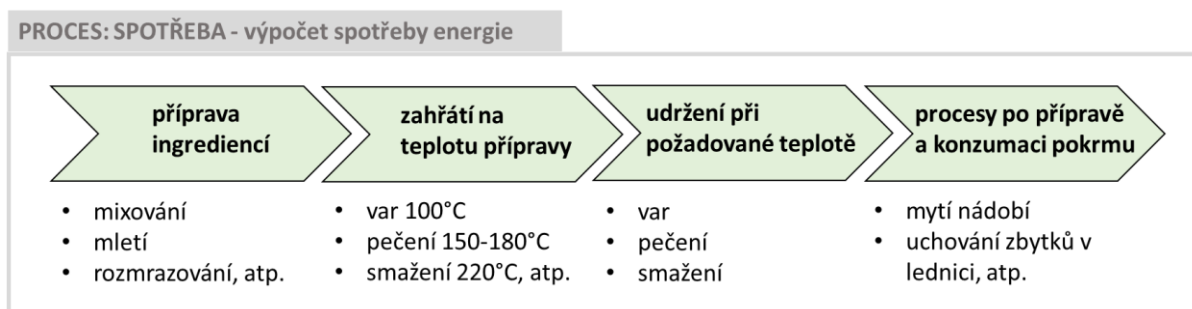 PROCES: SPOTŘEBA - výpočet spotřeby energie
příprava
ingrediencí
zahřátí na
teplotu přípravy
udržení při
požadované teplotě
procesy po přípravě
a konzumaci pokrmu
• mixování
• mletí
• rozmrazování, atp.
• var 100°C
• pečení 150-180°C
• smažení 220°C, atp.
• var
• pečení
• smažení
• mytí nádobí
• uchování zbytků v
lednici, atp.